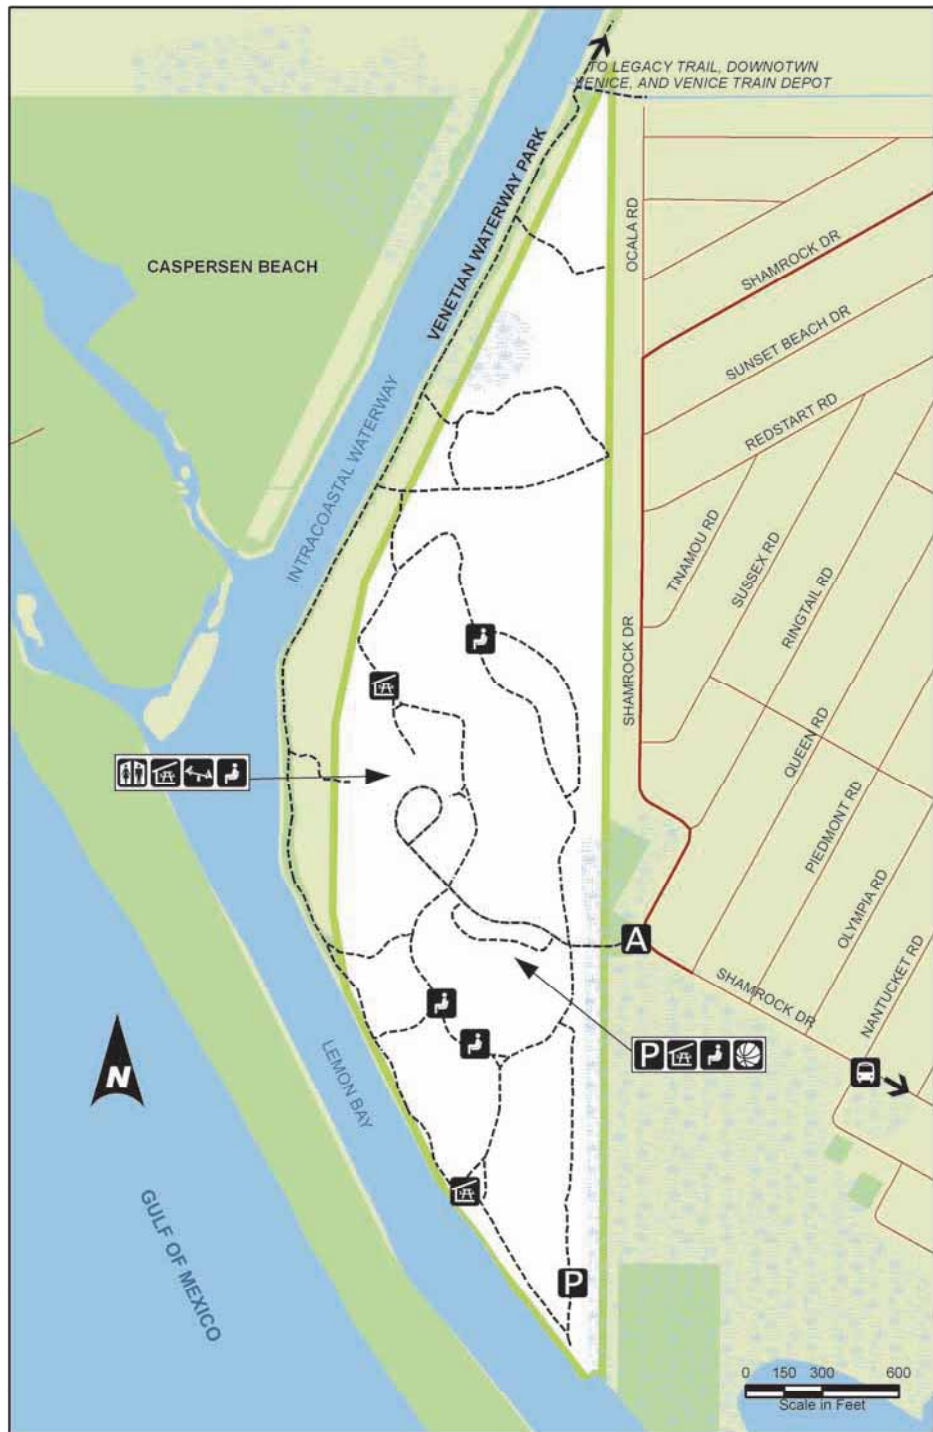 TO LEGACY TRAIL, DOWNOTWN
VENICE, AND VENICE TRAIN DEPOT
VENETIAN WATERWAY PARK
OCALA RD
SHAMROCK DR
CASPERSEN BEACH
SUNSET BEACH DR
REDSTART RD
INTRACOASTAL WATERWAY
TINAMOU RD
SUSSEX RD
RINGTAIL RD
SHAMROCK DR
QUEEN RD
PIEDMONT RD
OLYMPIA RD
A
NANTUCKET RD
SHAMROCK DR
P
LEMON BAY
N
GULF OF MEXICO
P
0 150 300 600
Scale in Feet